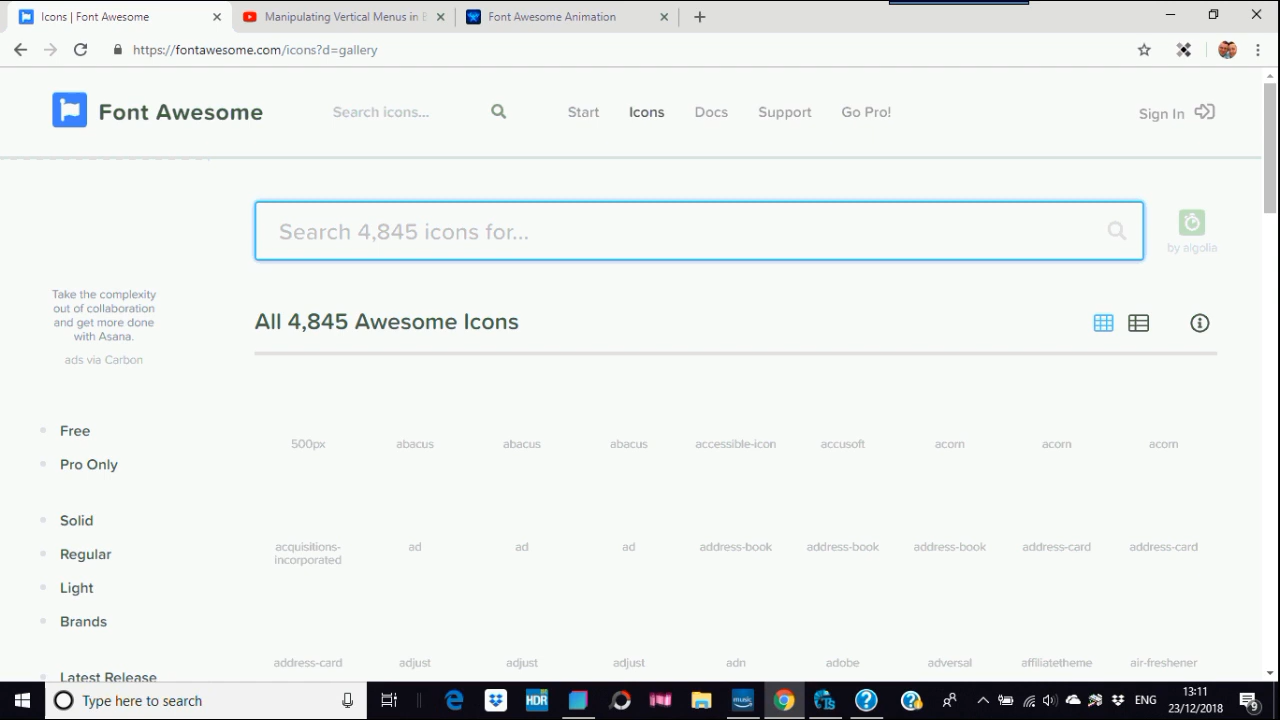 Icons | Font Awesome
Manipulating Vertical Menus in
Font Awesome Animation
https://fontawesome.com/icons?d=gallery
Font Awesome
Search icons...
Start
Icons
Docs
Support
Go Pro!
Sign In
Search 4,845 icons for...
by algolia
Take the complexity
out of collaboration
and get more done
with Asana.
ads via Carbon
All 4,845 Awesome Icons
Free
Pro Only
Solid
Regular
Light
Brands
Latest Release
500px abacus abacus abacus accessible-icon accusoft acorn acorn acorn
acquisitions-
incorporated
ad ad ad address-book address-book address-book address-card address-card
address-card adjust adjust adjust adn adobe adversal affiliatetheme air-freshener
Type here to search
HDR
music
TS
ENG
13:11
23/12/2018
9